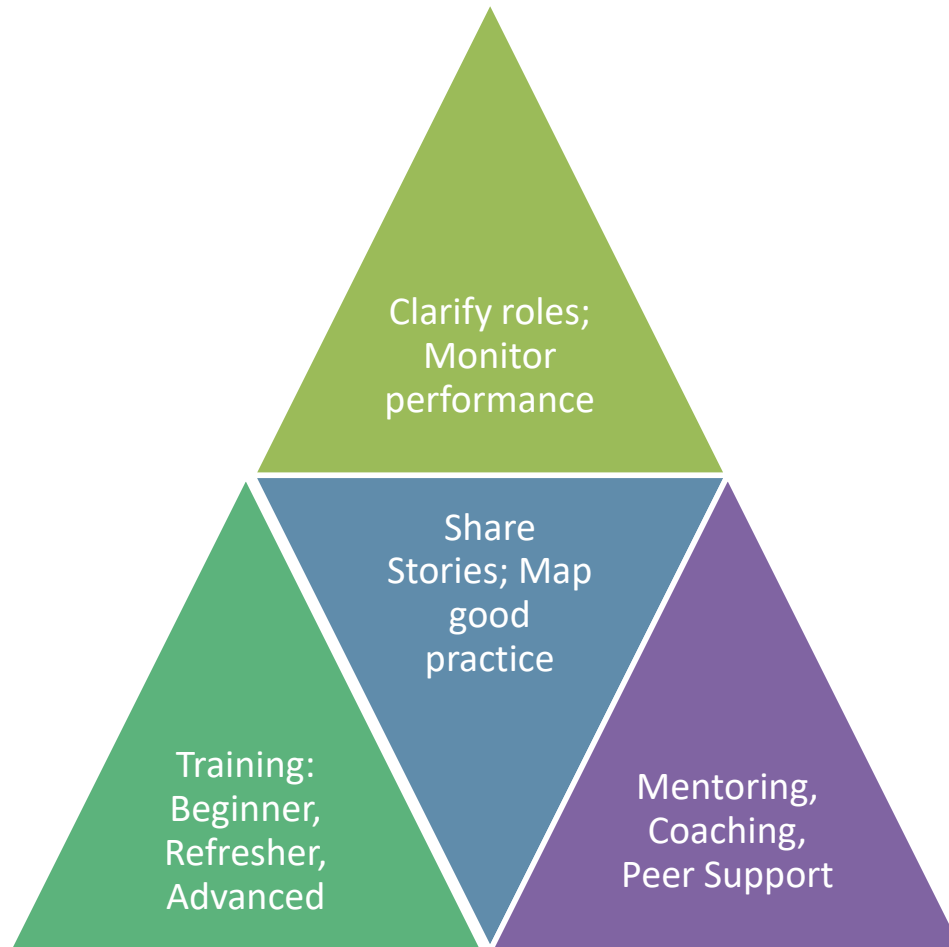 Clarify roles;
Monitor
performance
Share
Stories; Map
good
practice
Training:
Beginner,
Refresher,
Advanced
Mentoring,
Coaching,
Peer Support